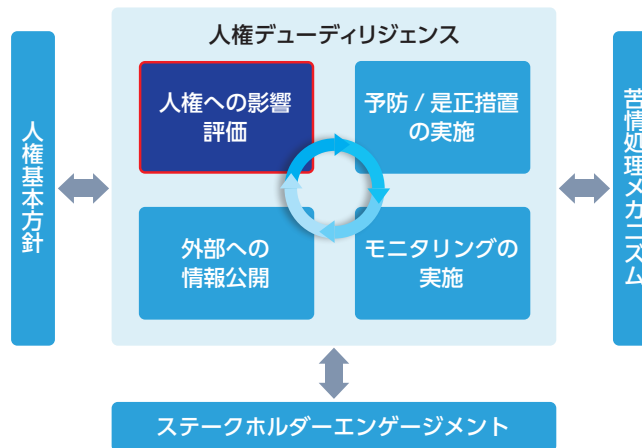 人権デューディリジェンス
人権基本方針
人権への影響
評価
予防 / 是正措置
の実施
外部への
情報公開
モニタリングの
実施
苦情処理メカニズム
ステークホルダーエンゲージメント